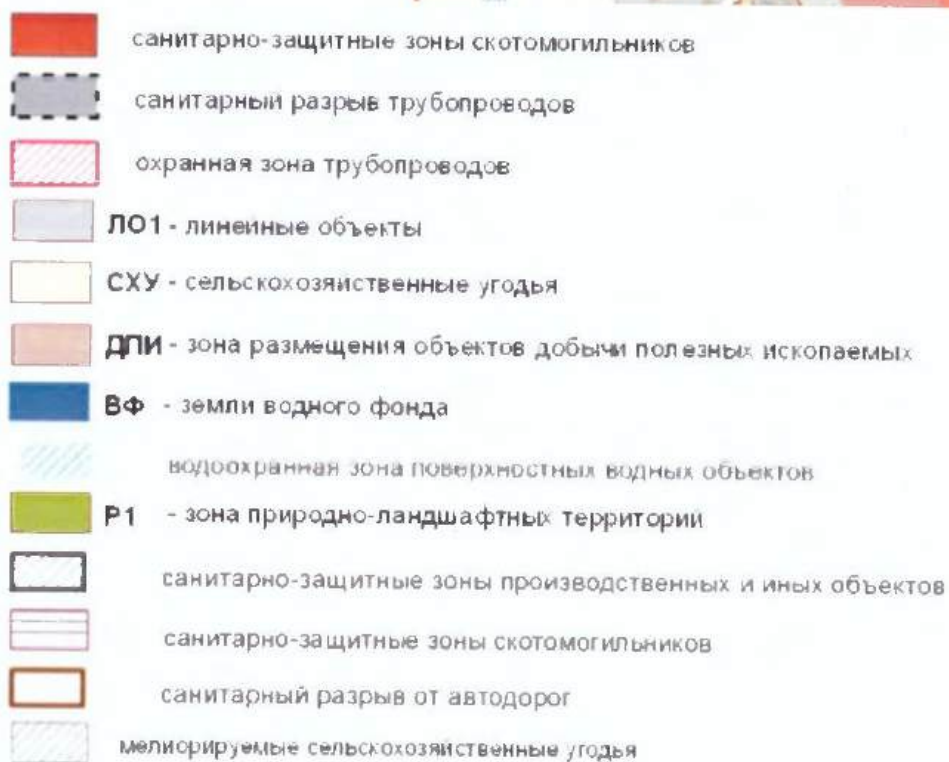 санитарно-защитные зоны скотомогильников
санитарный разрыв трубопроводов
охранная зона трубопроводов
ЛО1 - линейные объекты
СХУ - сельскохозяйственные угодья
ДПИ - зона размещения объектов добычи полезных ископаемых
ВФ - земли водного фонда
водоохранная зона поверхностных водных объектов
Р1 - зона природно-ландшафтных территории
санитарно-защитные зоны производственных и иных объектов
санитарно-защитные зоны скотомогильников
санитарный разрыв от автодорог
мелиорируемые сельскохозяйственные угодья